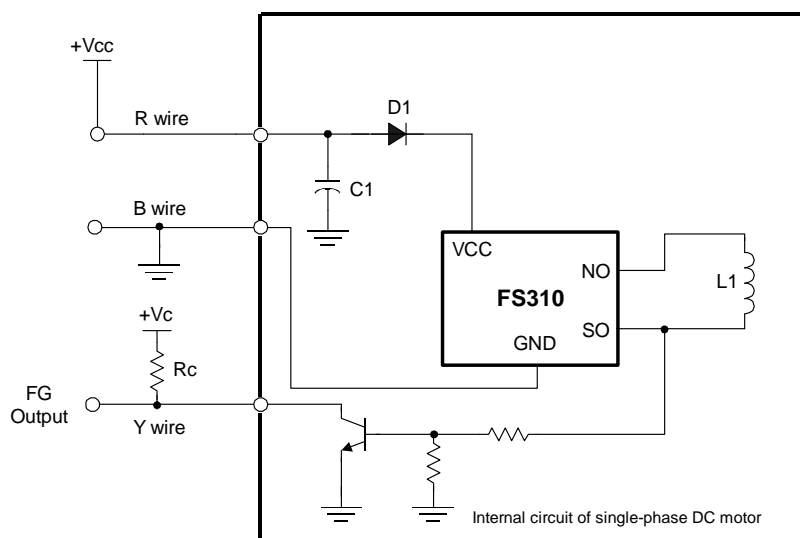 +Vcc
R wire
D1
C1
B wire
VCC
NO
L1
FS310
SO
GND
+Vc
Rc
FG
Output
Y wire
Internal circuit of single-phase DC motor